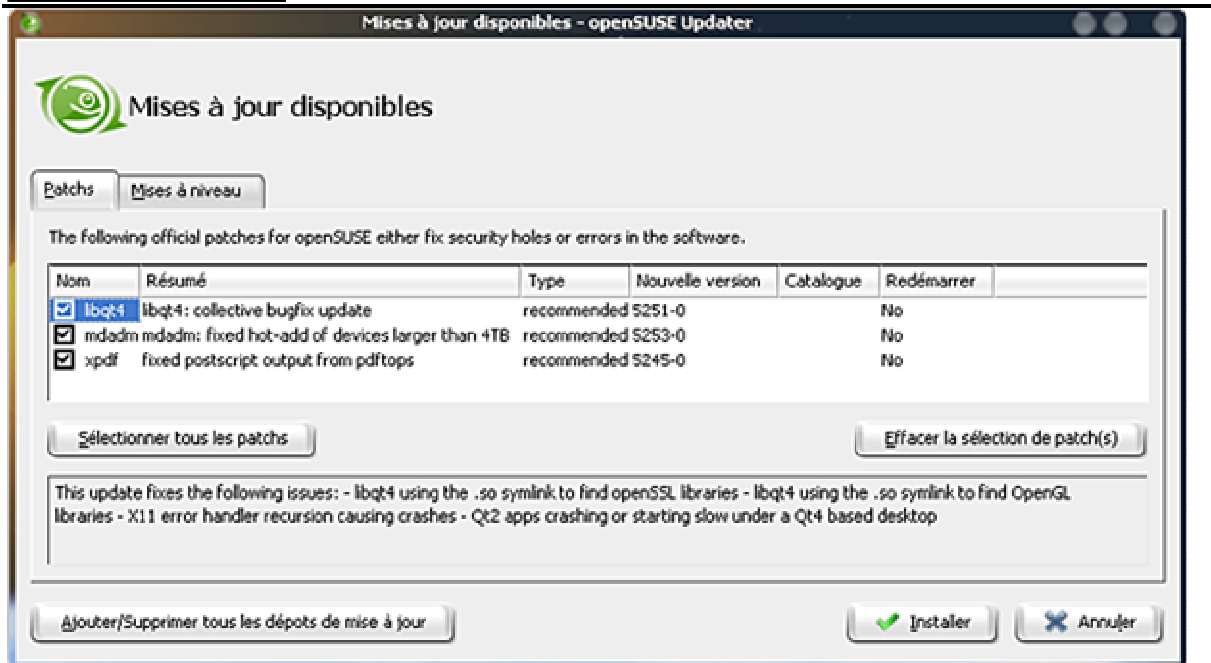 Mises à jour disponibles - openSUSE Updater
Mises à jour disponibles
Patchs Mises à niveau
The following official patches for openSUSE either fix security holes or errors in the software.
Nom Résumé Type Nouvelle version Catalogue Redémarrer
libqt4 libqt4: collective bugfix update recommended 5251-0 No
mdadm mdadm: fixed hot-add of devices larger than 4TB recommended 5253-0 No
xpdf fixed postscript output from pdftops recommended 5245-0 No
Sélectionner tous les patchs Effacer la sélection de patch(s)
This update fixes the following issues: - libqt4 using the .so symlink to find openSSL libraries - libqt4 using the .so symlink to find OpenGL
libraries - X11 error handler recursion causing crashes - Qt2 apps crashing or starting slow under a Qt4 based desktop
Ajouter/Supprimer tous les dépots de mise à jour Installer Annuler